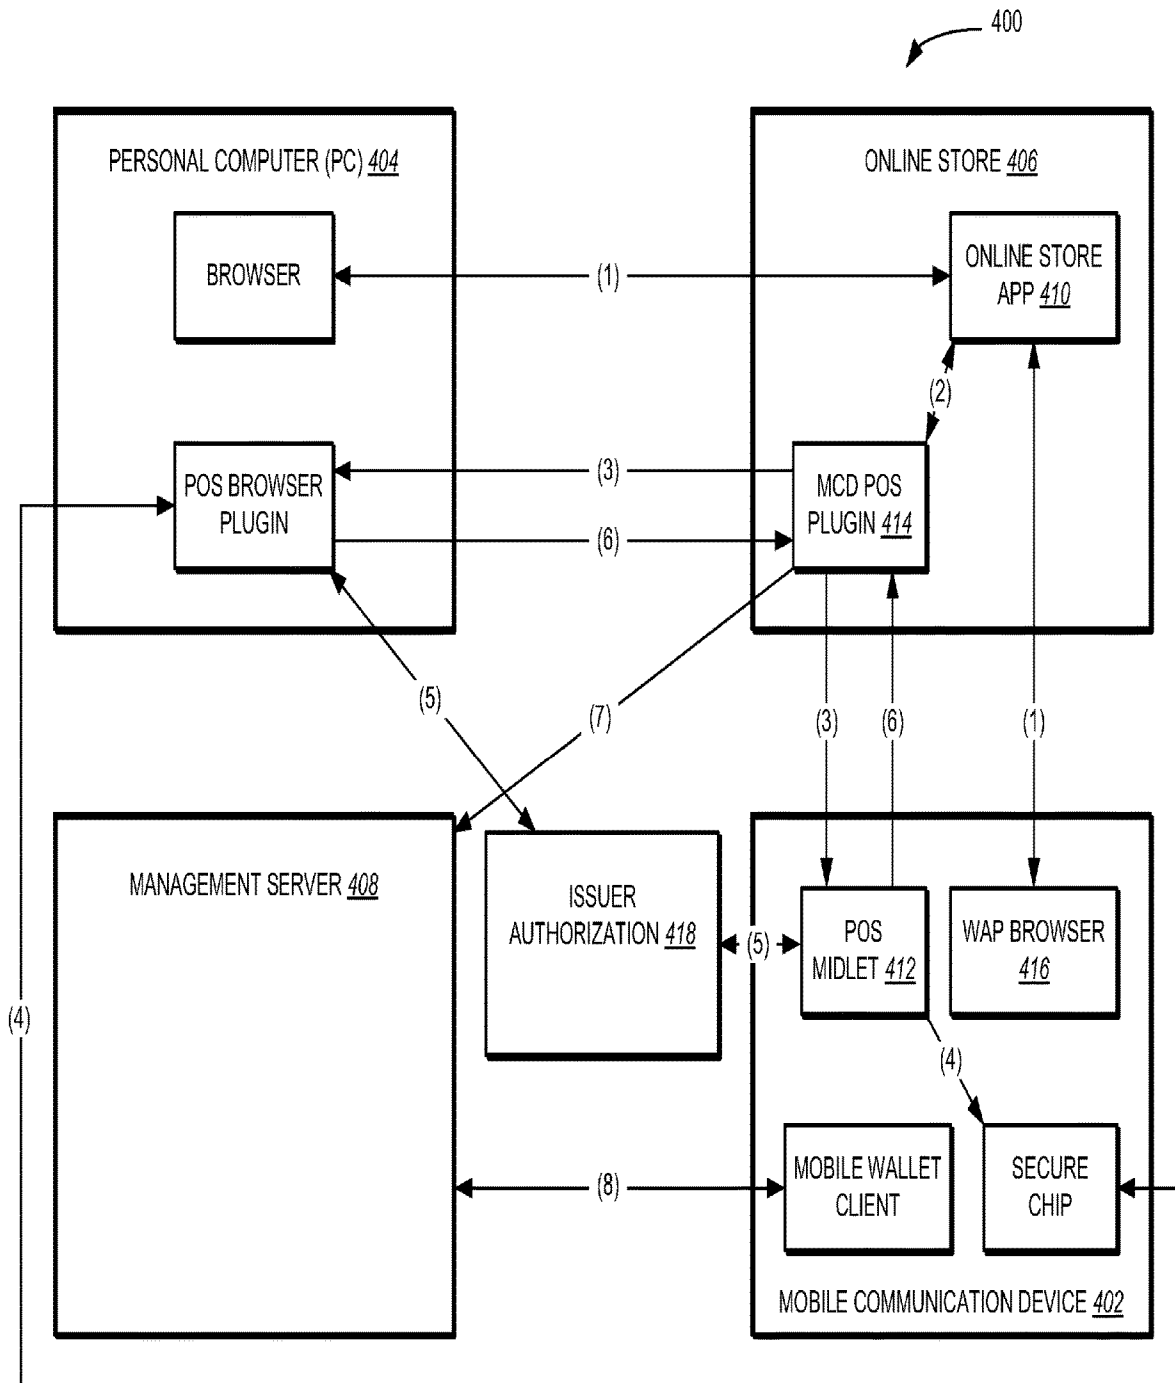 400
PERSONAL COMPUTER (PC) 404
ONLINE STORE 406
BROWSER
(1)
ONLINE STORE
APP 410
(2)
POS BROWSER
PLUGIN
(3)
(6)
MCD POS
PLUGIN 414
(5)
(7)
(3)
(6)
(1)
MANAGEMENT SERVER 408
ISSUER
AUTHORIZATION 418
(5)
POS
MIDLET 412
WAP BROWSER
416
(4)
(4)
(8)
MOBILE WALLET
CLIENT
SECURE
CHIP
MOBILE COMMUNICATION DEVICE 402